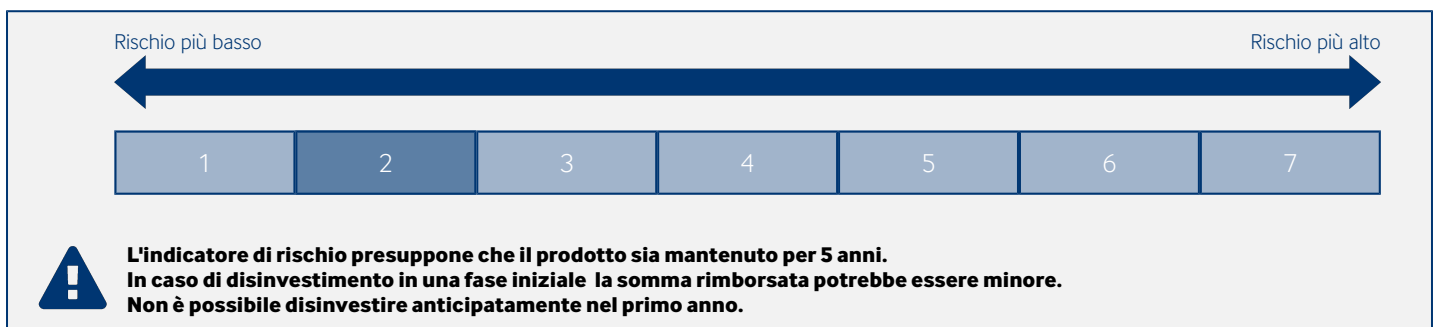 Rischio più basso
Rischio più alto
1 2 3 4 5 6 7
L'indicatore di rischio presuppone che il prodotto sia mantenuto per 5 anni.
In caso di disinvestimento in una fase iniziale la somma rimborsata potrebbe essere minore.
Non è possibile disinvestire anticipatamente nel primo anno.